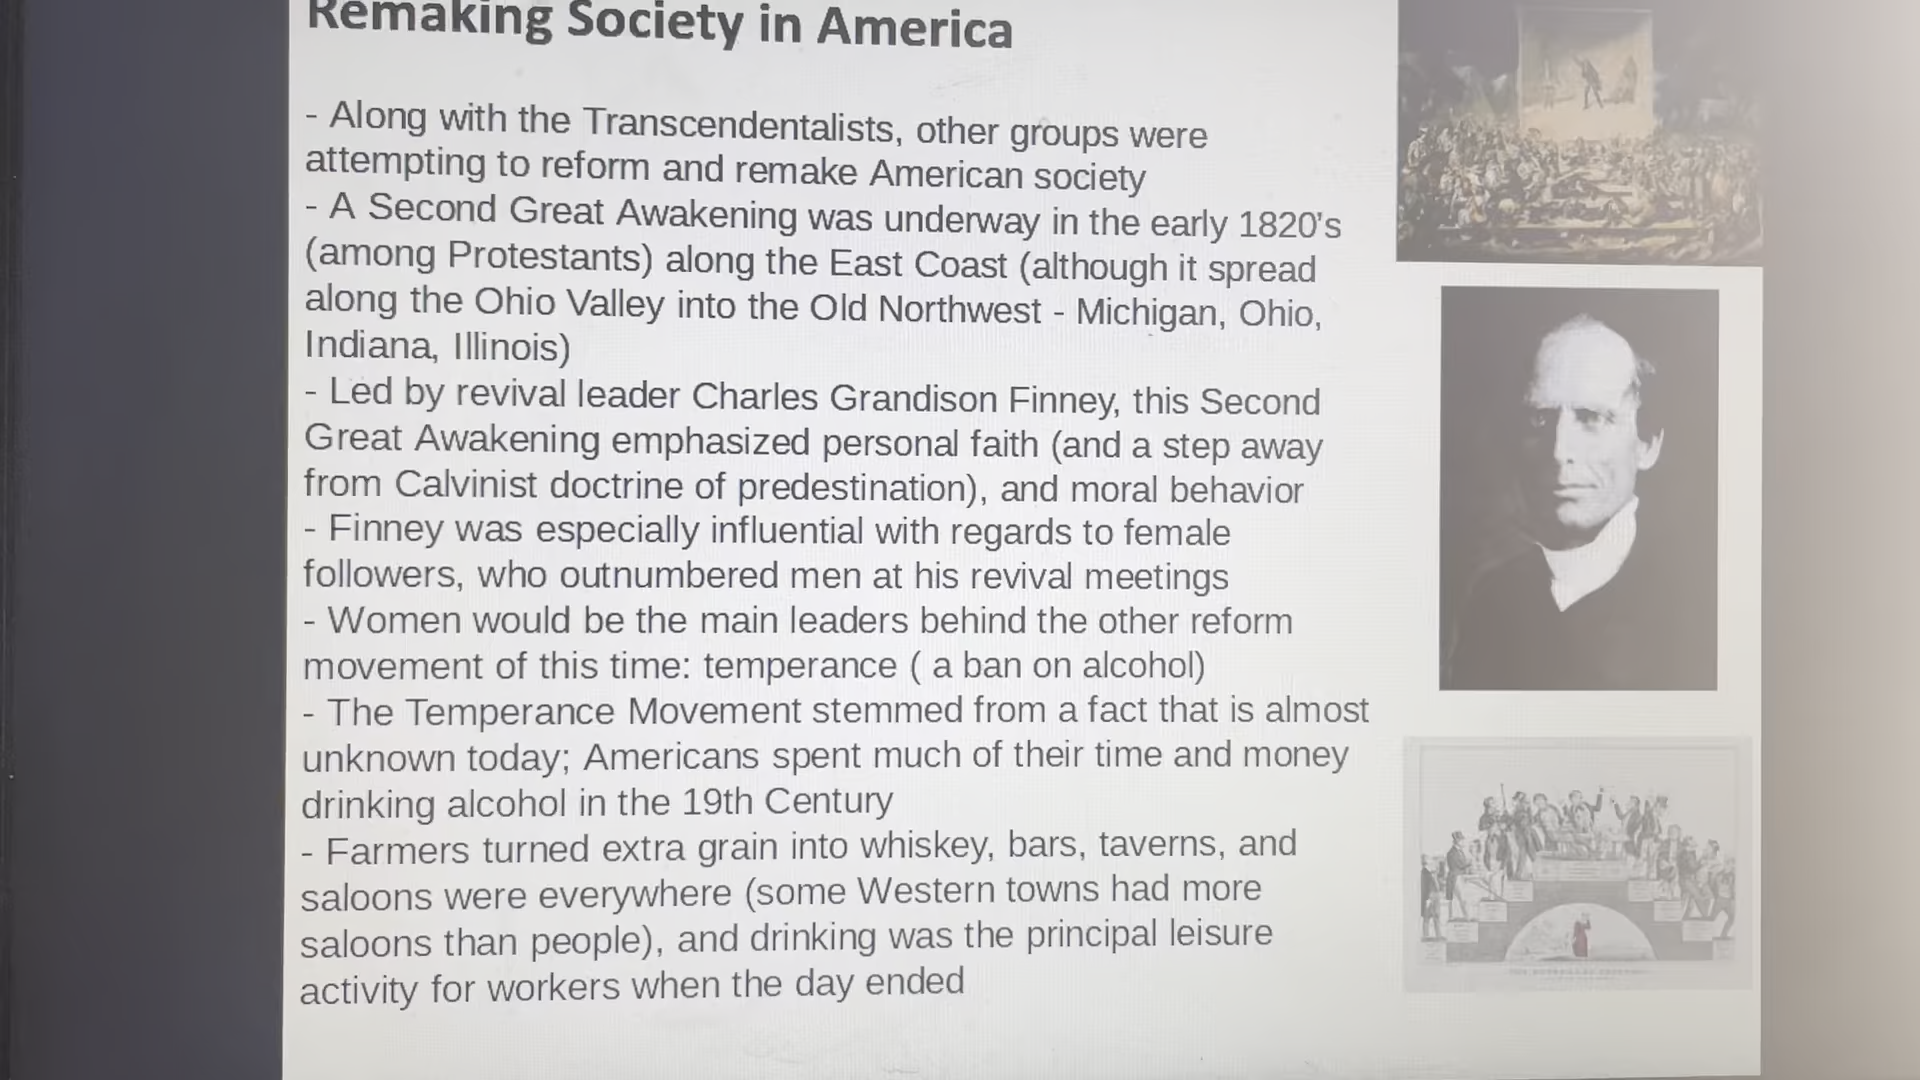 Remaking Society in America
- Along with the Transcendentalists, other groups were
attempting to reform and remake American society
- A Second Great Awakening was underway in the early 1820's
(among Protestants) along the East Coast (although it spread
along the Ohio Valley into the Old Northwest - Michigan, Ohio,
Indiana, Illinois)
- Led by revival leader Charles Grandison Finney, this Second
Great Awakening emphasized personal faith (and a step away
from Calvinist doctrine of predestination), and moral behavior
- Finney was especially influential with regards to female
followers, who outnumbered men at his revival meetings
- Women would be the main leaders behind the other reform
movement of this time: temperance ( a ban on alcohol)
- The Temperance Movement stemmed from a fact that is almost
unknown today; Americans spent much of their time and money
drinking alcohol in the 19th Century
- Farmers turned extra grain into whiskey, bars, taverns, and
saloons were everywhere (some Western towns had more
saloons than people), and drinking was the principal leisure
activity for workers when the day ended